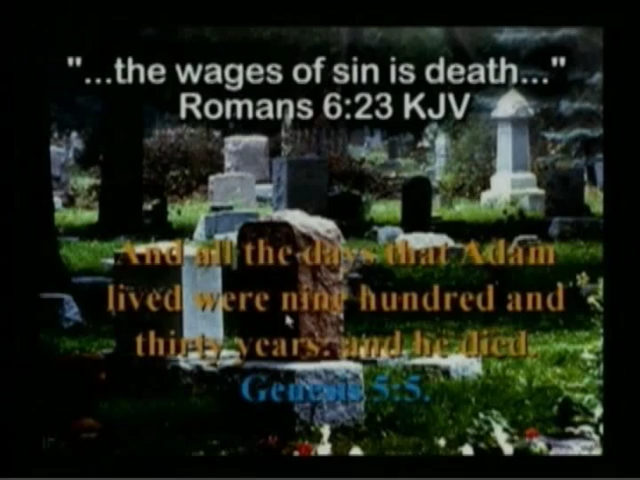 "...the wages of sin is death..."
Romans 6:23 KJV
And all the days that Adam
lived were nine hundred and
thirty years: and he died.
Genesis 5:5.